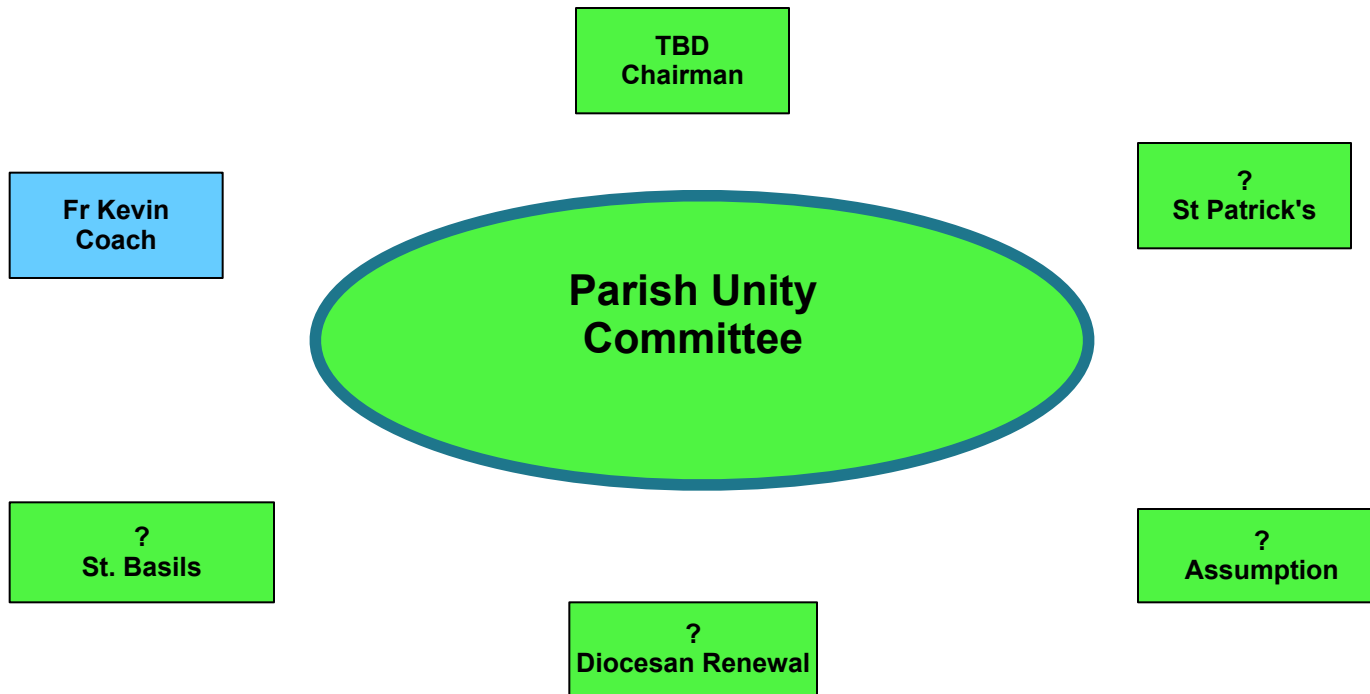 TBD
Chairman
?
St Patrick's
Fr Kevin
Coach
Parish Unity
Committee
?
St. Basils
?
Assumption
?
Diocesan Renewal